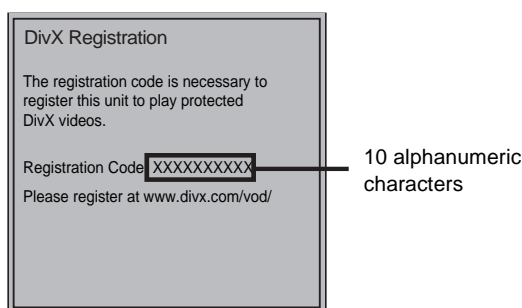 DivX Registration
The registration code is necessary to
register this unit to play protected
DivX videos.
Registration Code XXXXXXXXXX
Please register at www.divx.com/vod/
10 alphanumeric
characters